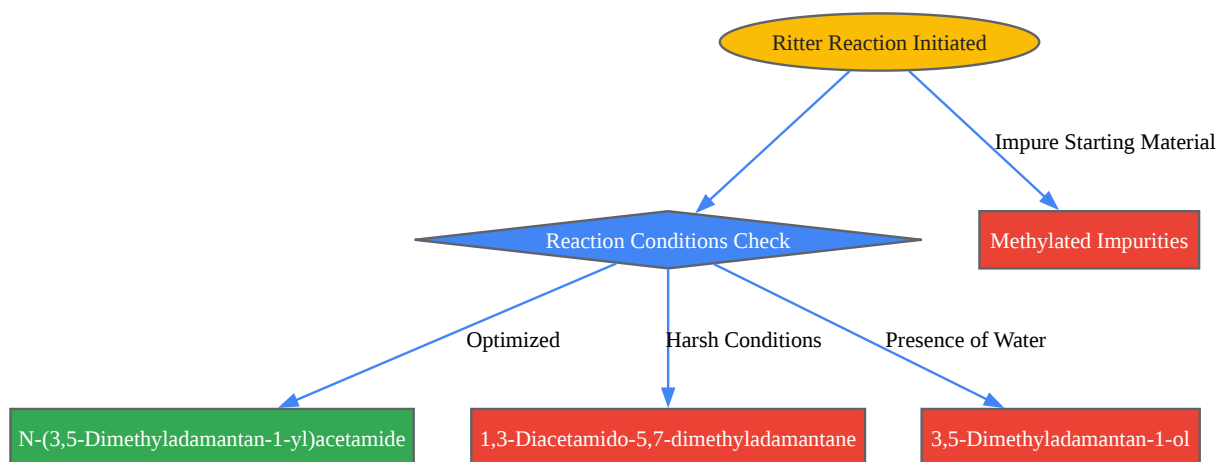 Ritter Reaction Initiated
Impure Starting Material
Reaction Conditions Check
Methylated Impurities
Optimized
Harsh Conditions
Presence of Water
N-(3,5-Dimethyladamantan-1-yl)acetamide
1,3-Diacetamido-5,7-dimethyladamantane
3,5-Dimethyladamantan-1-ol